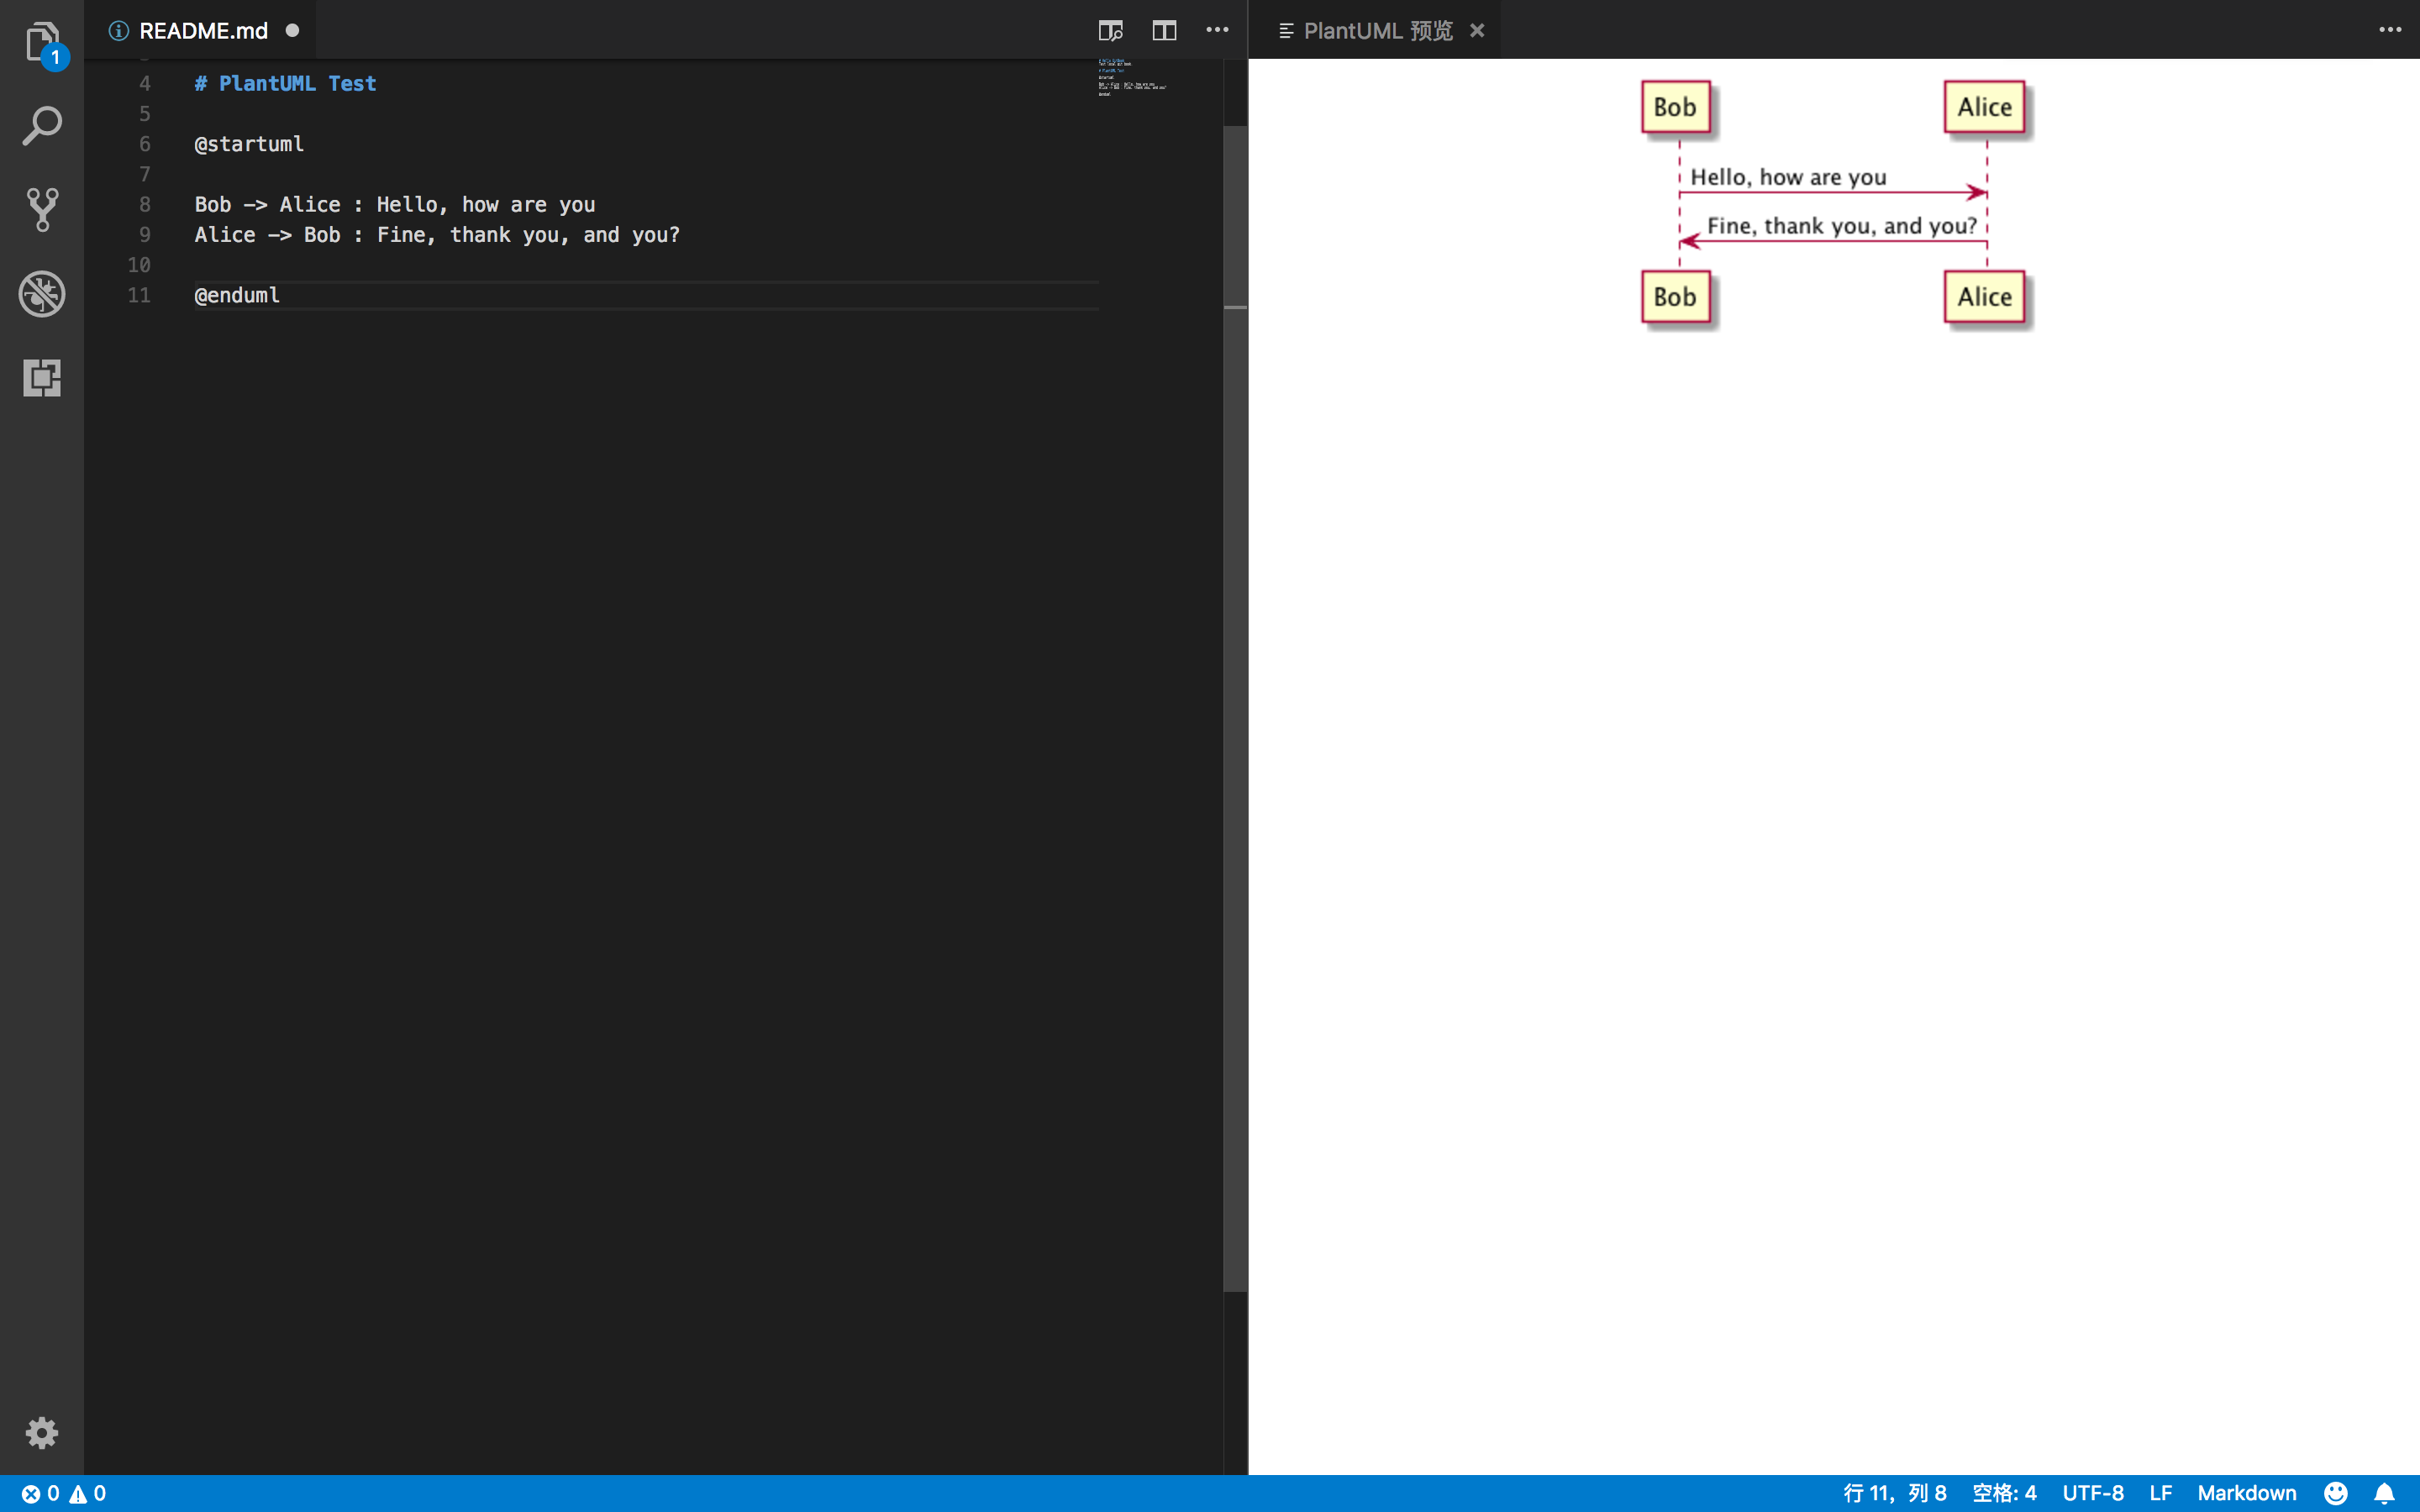 README.md
PlantUML 预览
1
4 # PlantUML Test
5
6 @startuml
7
8 Bob -> Alice : Hello, how are you
9 Alice -> Bob : Fine, thank you, and you?
10
11 @enduml
Bob Alice
Hello, how are you
Fine, thank you, and you?
Bob Alice
0 0 行 11，列 8 空格: 4 UTF-8 LF Markdown